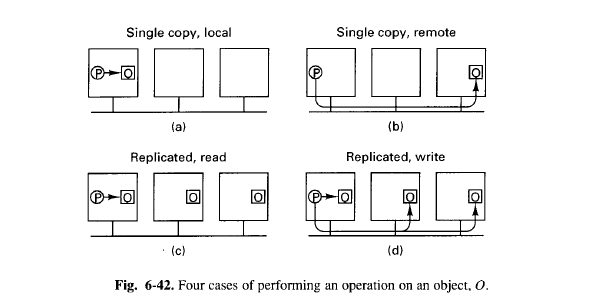 Single copy, local
Single copy, remote
P O
P O
(a)
(b)
Replicated, read
Replicated, write
P O O O
P O O O
(c)
(d)
Fig. 6-42. Four cases of performing an operation on an object, O.